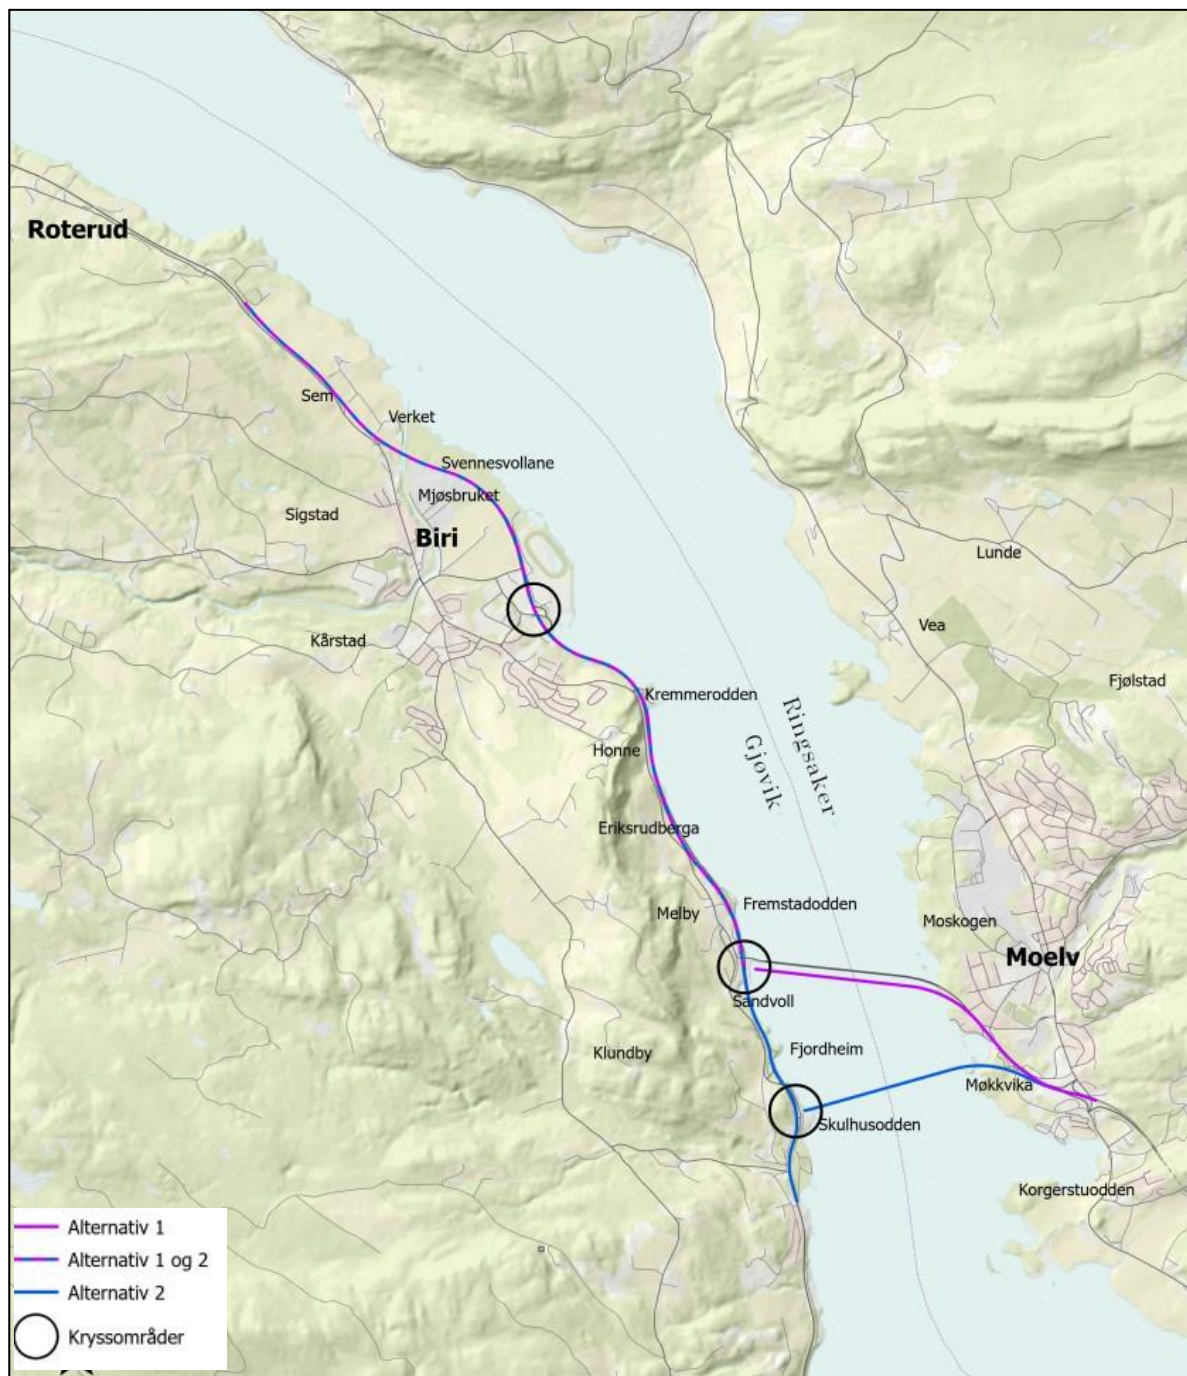 Roterud
Sem
Verket
Svennesvollane
Mjøsbruket
Sigstad
Biri
Lunde
Vea
Kårstad
Fjølstad
Kremmerodden
Ringsaker
Gjøvik
Honne
Eriksrudberga
Fremstadodden
Melby
Moskogen
Moelv
Sandvoll
Fjordheim
Klundby
Møkkvika
Skulhusodden
Korgerstuodden
Alternativ 1
Alternativ 1 og 2
Alternativ 2
Kryssområder